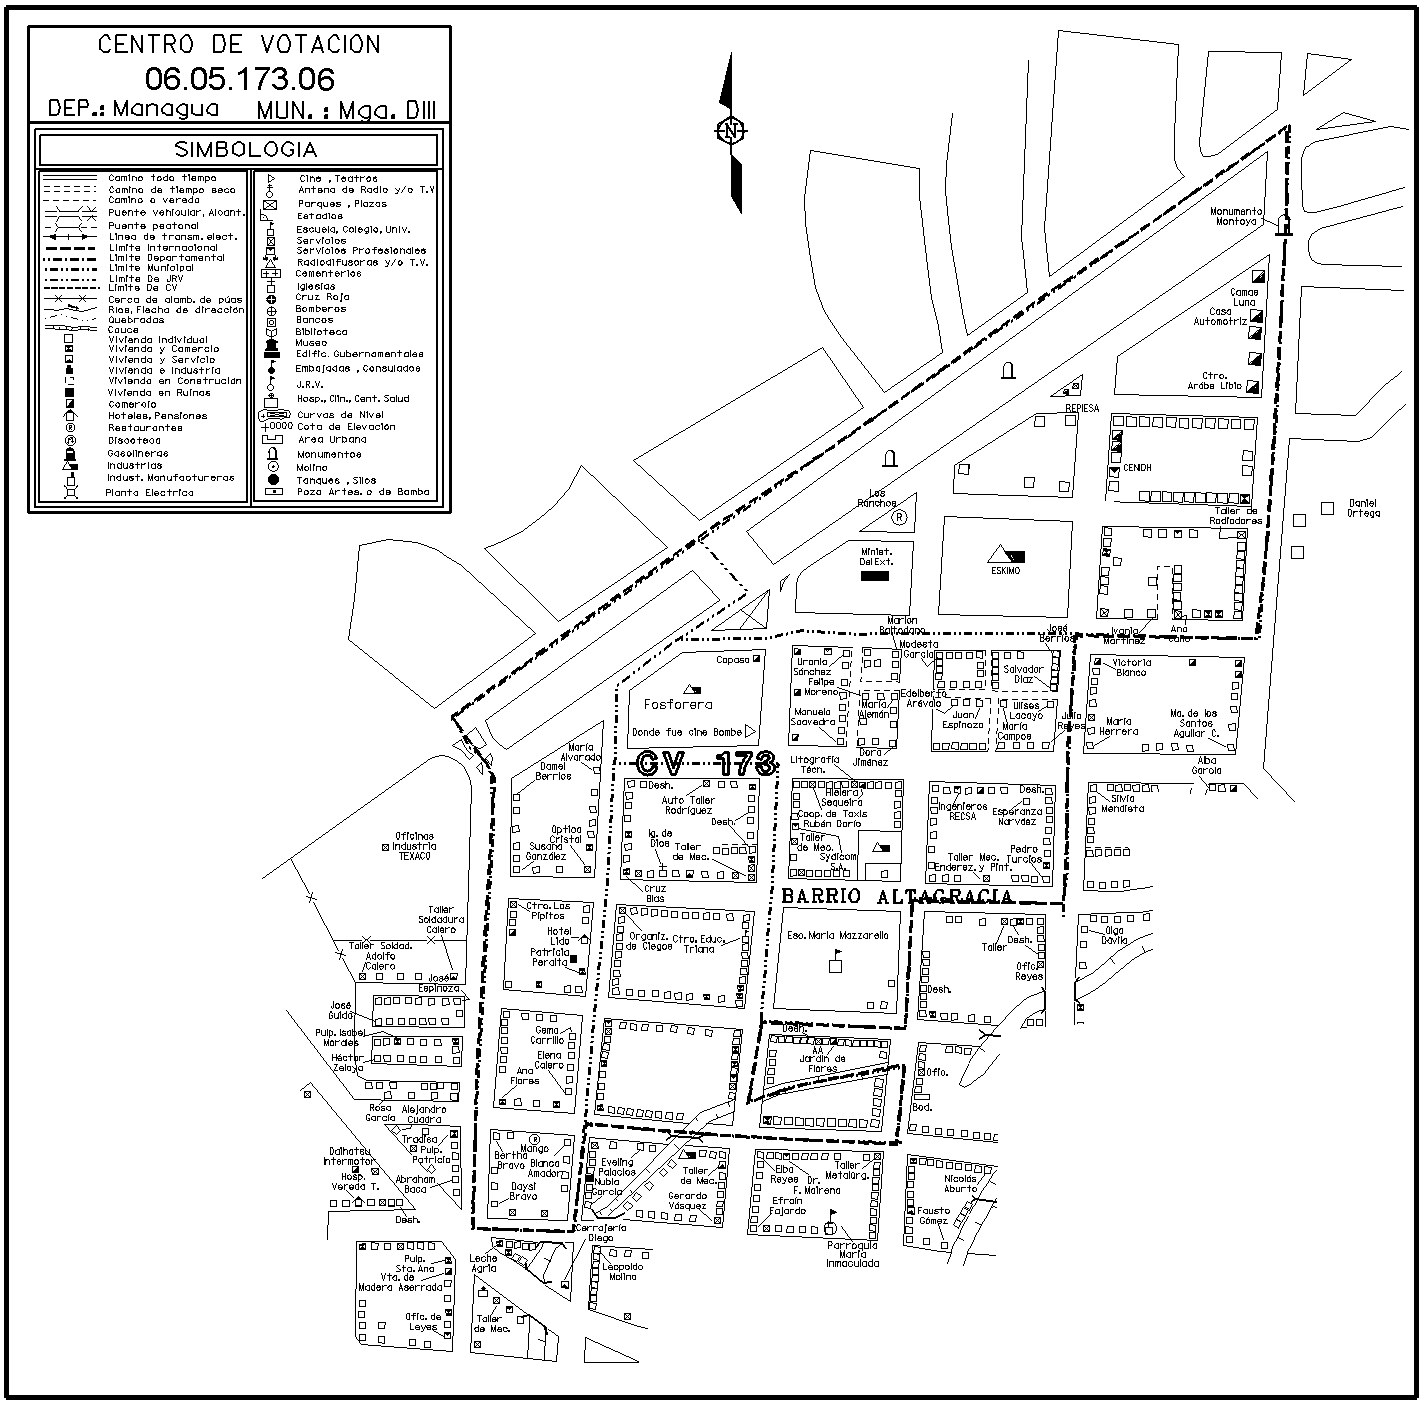 CENTRO DE VOTACION
06.05.173.06
DEP.: Managua MUN. : Mga. DIII
SIMBOLOGIA
Camino todo tiempo
Camino de tiempo seco
Camino o vereda
Puente vehicular, Alcant.
Puente peatonal
Linea de transm. elect.
Limite Internacional
Limite Departamental
Limite Municipal
Limite De JRV
Limite De CV
Cerca de alamb. de púas
Rios, Flecha de dirección
Quebradas
Cauce
Vivienda Individual
Vivienda y Comercio
Vivienda y Servicio
Vivienda e Industria
Vivienda en Construcion
Vivienda en Ruinas
Comercio
Hoteles, Pensiones
Restaurantes
Discoteca
Gasolineras
Industrias
Indust. Manufactureras
Planta Electrica
Cine , Teatros
Antena de Radio y/o T.V
Parques , Plazas
Estadios
Escuela, Colegio, Univ.
Servicios
Servicios Profesionales
Radiodifusoras y/o T.V.
Cementerios
Iglesias
Cruz Roja
Bomberos
Bancos
Biblioteca
Museo
Edific. Gubernamentales
Embajadas , Consulados
J.R.V.
Hosp., Clin., Cent. Salud
Curvas de Nivel
+0000 Cota de Elevación
Area Urbana
Monumentos
Molino
Tanques , Silos
Pozo Artes. o de Bomba
N
Monumento
Montoya
Camas
Luna
Casa
Automotriz
Ctro.
Arabe Libio
REPIESA
CENIDH
Los
Ranchos
R
Taller de
Radiadores
Daniel
Ortega
Minist.
Del Ext.
ESKIMO
Ivania
Martínez
Ana
Cano
José
Berrios
Marlon
Baltodano
Modesta
García
Capasa
Urania
Sánchez
Felipe
Moreno
Manuela
Saavedra
María
Alemán
Edelberto
Arévalo
Dora
Jiménez
Juan
Espinoza
Salvador
Díaz
Ulises
Lacayo
María
Campos
Julio
Reyes
Victoria
Blanco
María
Herrera
Ma. de los
Santos
Aguilar C.
Alba
García
Fosforera
Donde fue cine Bombe
CV 173
María
Alvarado
Daniel
Berrios
Optica
Cristal
Susana
González
Desh.
Auto Taller
Rodríguez
Desh.
Ig. de
Dios
Taller
de Mec.
Cruz
Blas
Litografía
Técn.
Hielera
Sequeira
Coop. de Taxis
Rubén Darío
Taller
de Mec.
Sydicom
S.A.
Ingenieros
RECSA
Desh.
Esperanza
Narváez
Pedro
Turcios
Taller Mec.
Enderez. y Pint.
Silvia
Mendieta
BARRIO ALTAGRACIA
Oficinas
Industria
TEXACO
Taller
Soldadura
Calero
Taller Soldad.
Adolfo
Calero
José
Espinoza
José
Guido
Pulp. Isabel
Morales
Héctor
Zelaya
Rosa
García
Alejandro
Cuadra
Tradisa
Pulp.
Patricio
Abraham
Baca
Daihatsu
Intermotor
Hosp.
Vereda T.
Desh.
Ctro. Los
Pipitos
Hotel
Lido
Patricia
Peralta
Organiz.
de Ciegos
Ctro. Educ.
Triana
Esc. María Mazzarello
Taller
Desh.
Ofic.
Reyes
Desh.
Olga
Dávila
Gema
Carrillo
Elena
Calero
Ana
Flores
Desh.
AA
Jardín de
Flores
Ofic.
Bod.
R
Mango
Bertha
Bravo
Blanca
Amador
Daysi
Bravo
Eveling
Palacios
Nubia
García
Taller
de Mec.
Gerardo
Vásquez
Elba
Reyes
Dr.
F. Mairena
Efraín
Fajardo
Taller
Metalúrg.
Parroquia
María
Inmaculada
Nicolás
Aburto
Fausto
Gómez
Cerrajería
Diego
Leopoldo
Molina
Leche
Agria
Taller
de Mec.
Pulp.
Sta. Ana
Vta. de
Madera Aserrada
Ofic. de
Leyes